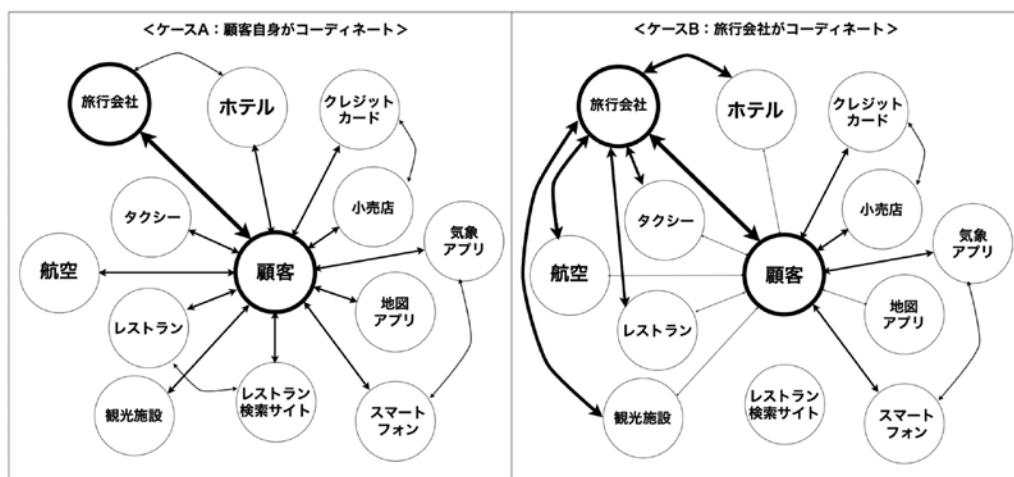 ＜ケースA：顧客自身がコーディネート＞
旅行会社
ホテル
クレジット
カード
タクシー
小売店
気象
アプリ
航空
顧客
地図
アプリ
レストラン
観光施設
レストラン
検索サイト
スマート
フォン
＜ケースB：旅行会社がコーディネート＞
旅行会社
ホテル
クレジット
カード
タクシー
小売店
気象
アプリ
航空
顧客
地図
アプリ
レストラン
観光施設
レストラン
検索サイト
スマート
フォン